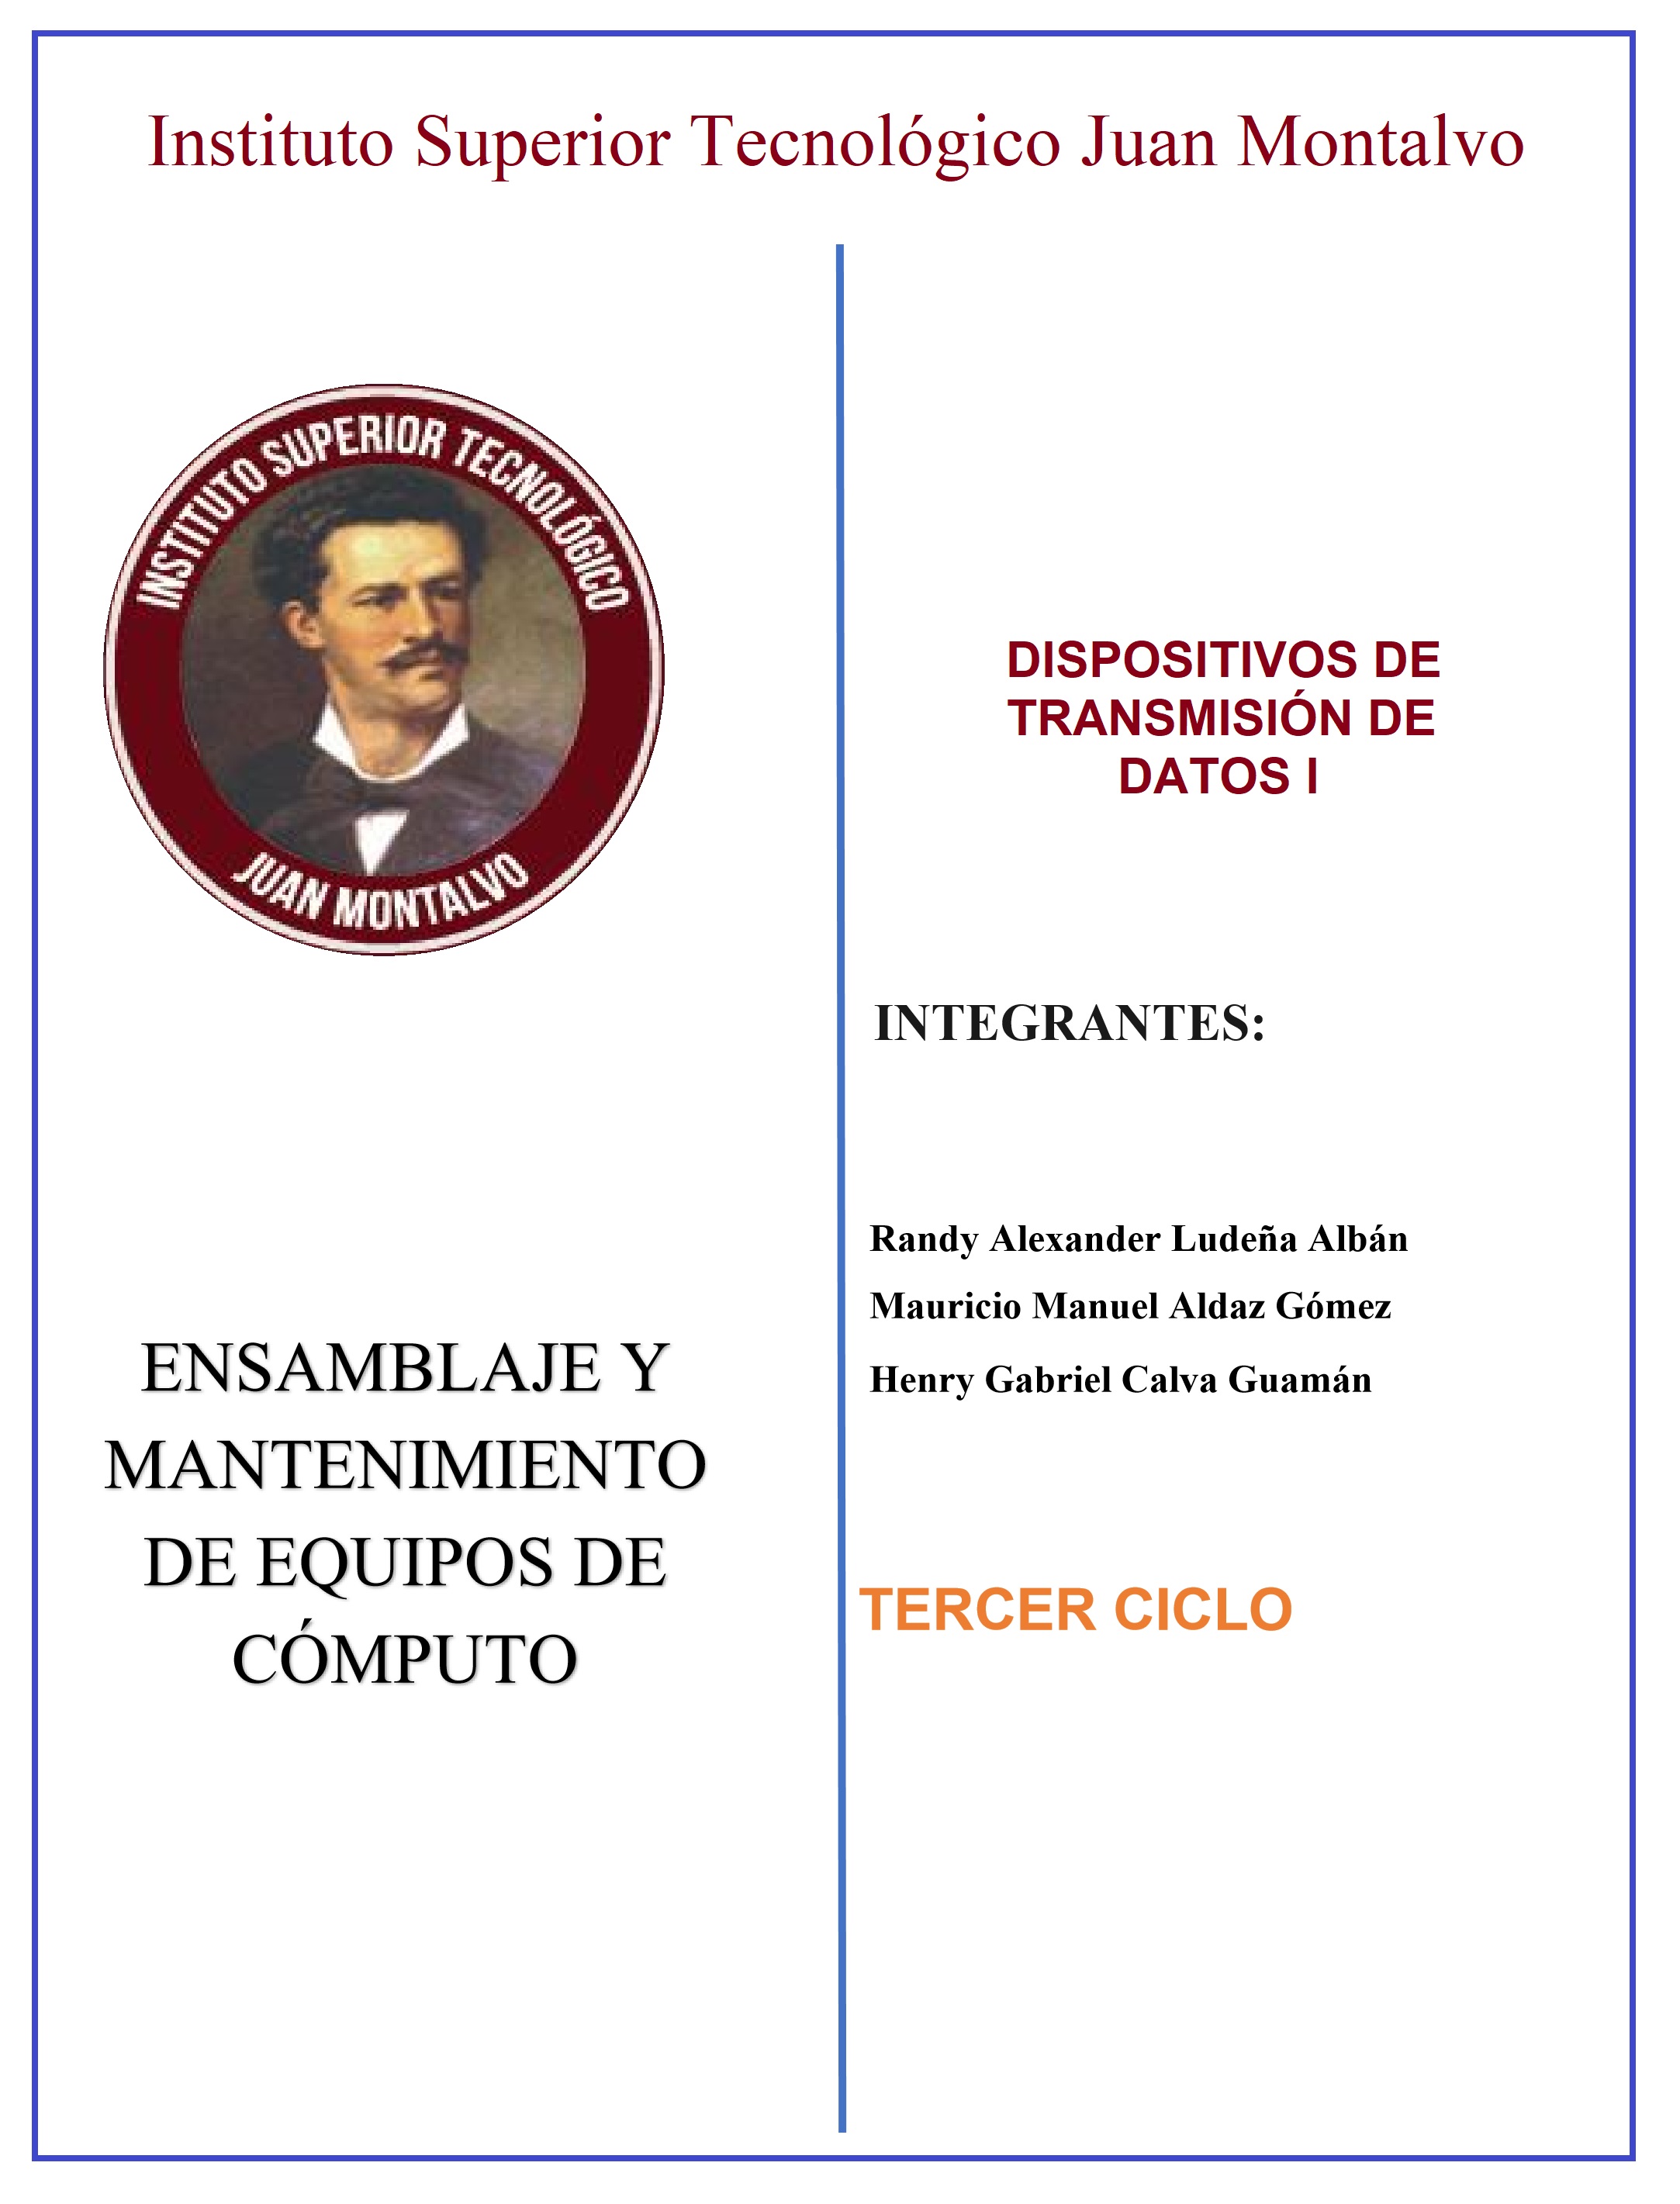 Instituto Superior Tecnológico Juan Montalvo
INSTITUTO SUPERIOR TECNOLÓGICO
JUAN MONTALVO
ENSAMBLAJE Y
MANTENIMIENTO
DE EQUIPOS DE
CÓMPUTO
DISPOSITIVOS DE
TRANSMISIÓN DE
DATOS I
INTEGRANTES:
Randy Alexander Ludeña Albán
Mauricio Manuel Aldaz Gómez
Henry Gabriel Calva Guamán
TERCER CICLO